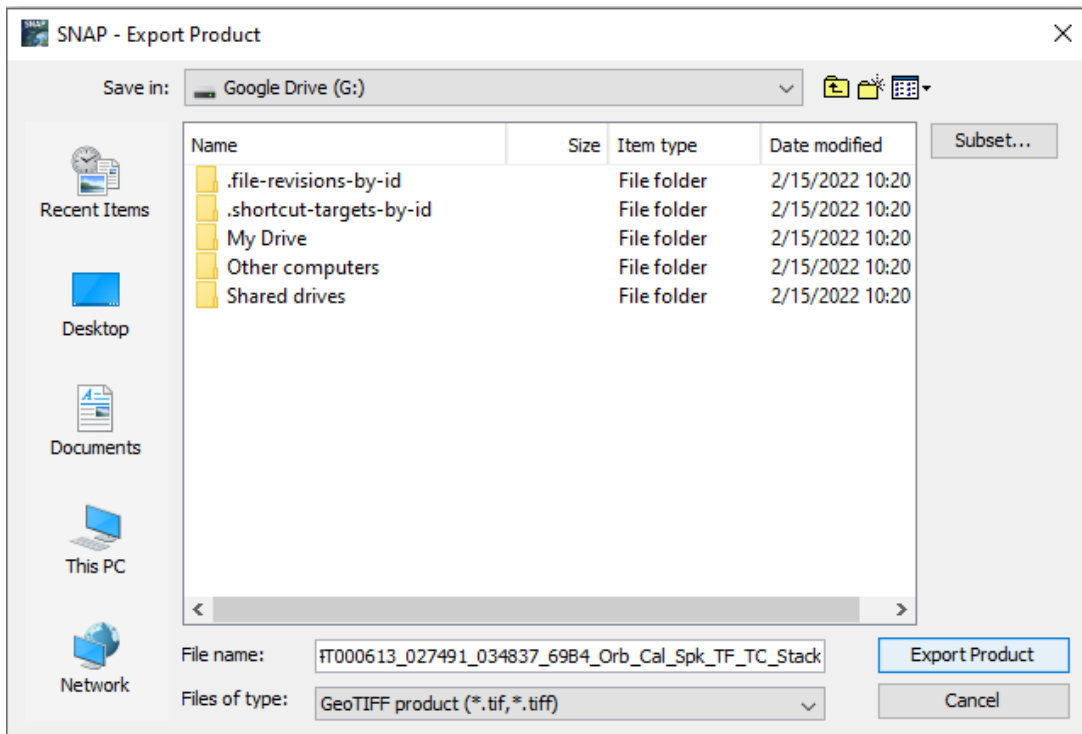 SNAP - Export Product
Save in: Google Drive (G:)
Name Size Item type Date modified Subset...
.file-revisions-by-id File folder 2/15/2022 10:20
.shortcut-targets-by-id File folder 2/15/2022 10:20
My Drive File folder 2/15/2022 10:20
Other computers File folder 2/15/2022 10:20
Shared drives File folder 2/15/2022 10:20
Recent Items
Desktop
Documents
This PC
Network
File name: T000613_027491_034837_69B4_Orb_Cal_Spk_TF_TC_Stack Export Product
Files of type: GeoTIFF product (*.tif,*.tiff) Cancel